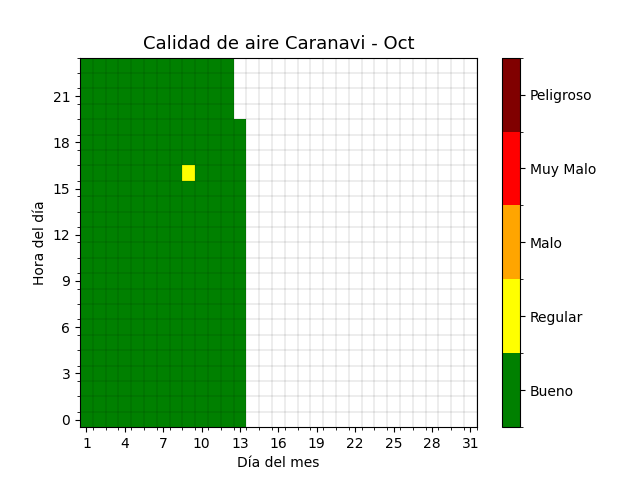 Calidad de aire Caranavi - Oct
Hora del día
21
18
15
12
9
6
3
0
1 4 7 10 13 16 19 22 25 28 31
Día del mes
Peligroso
Muy Malo
Malo
Regular
Bueno